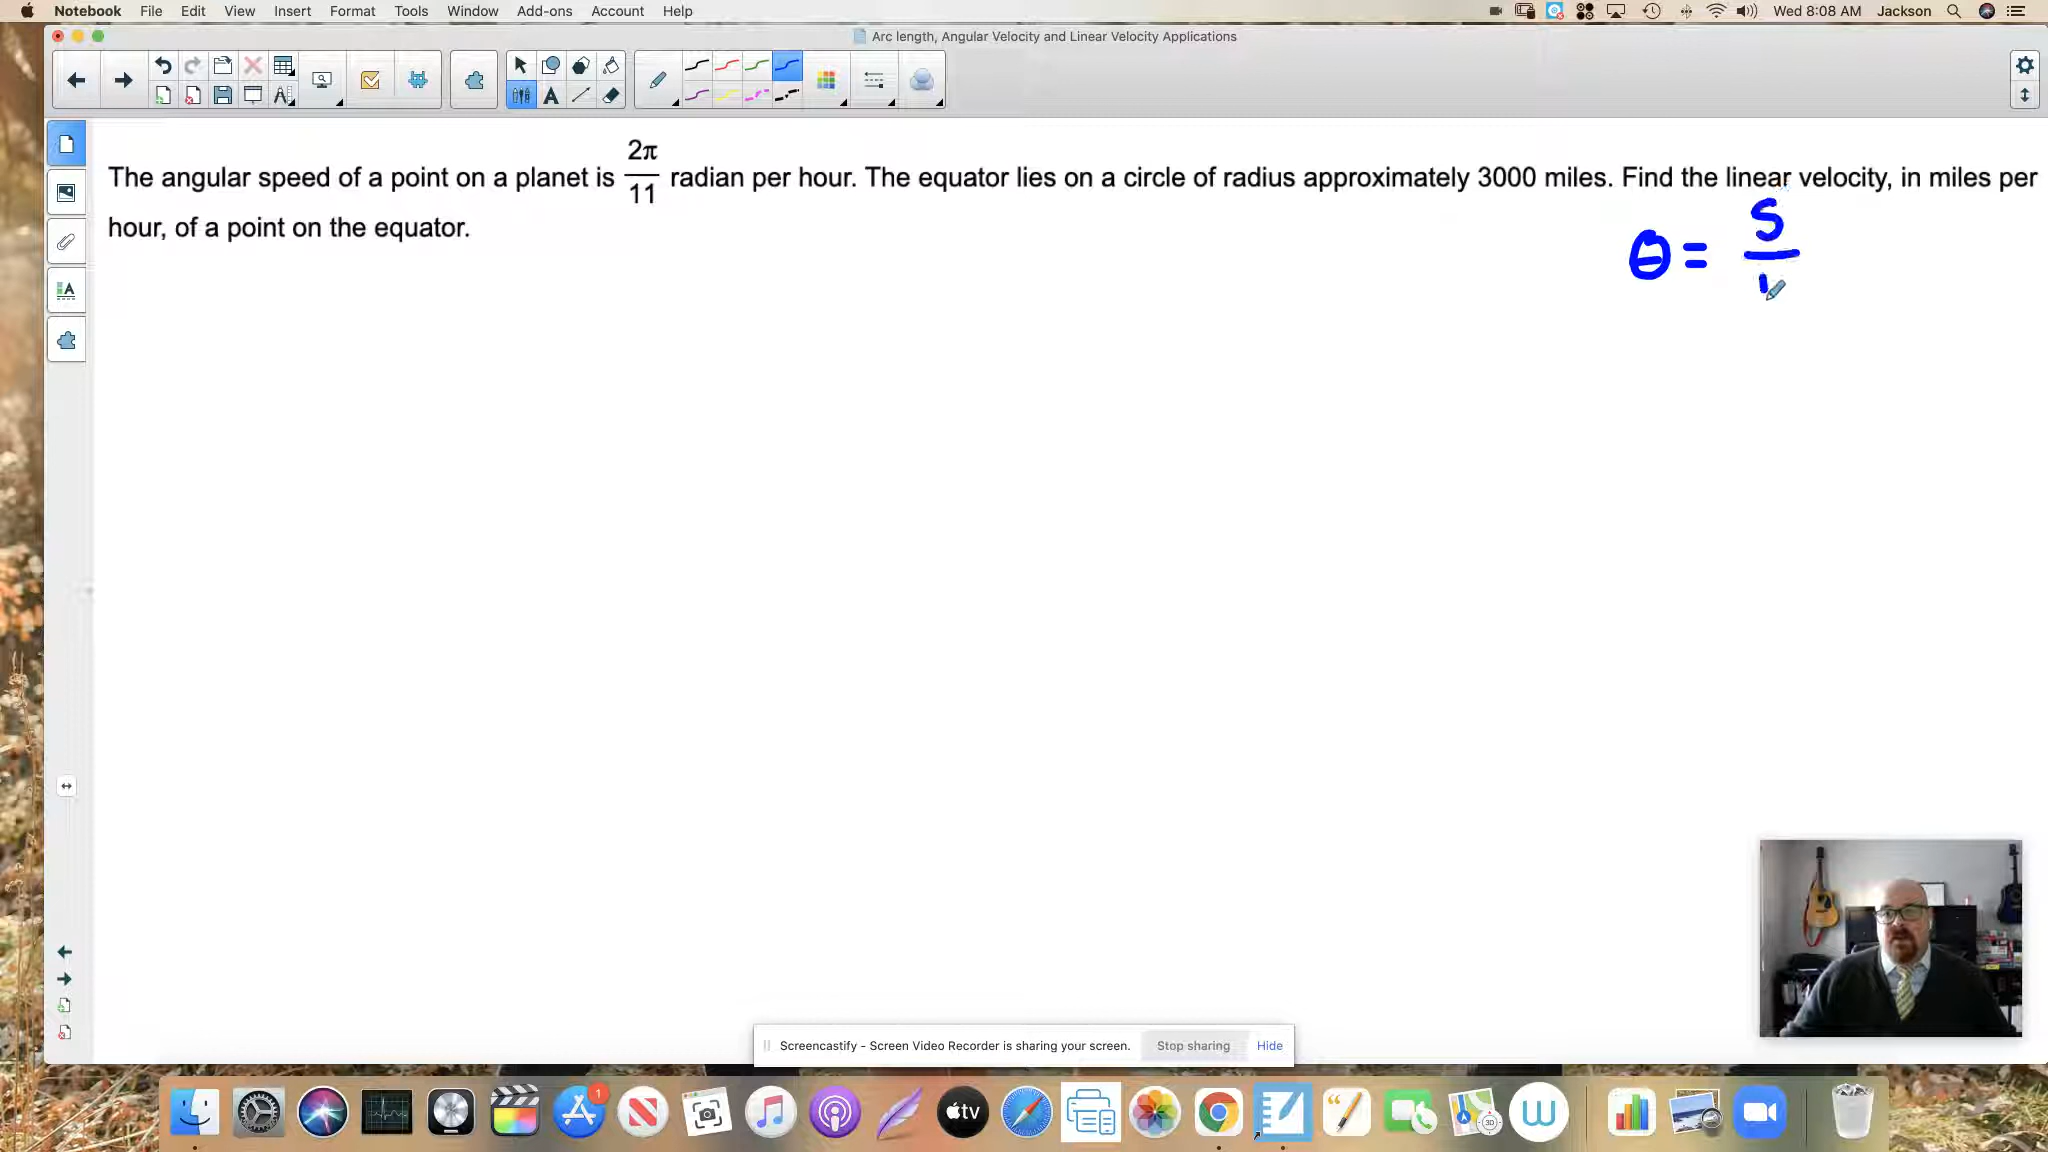 Notebook File Edit View Insert Format Tools Window Add-ons Account Help Wed 8:08 AM Jackson
Arc length, Angular Velocity and Linear Velocity Applications
The angular speed of a point on a planet is 2π/11 radian per hour. The equator lies on a circle of radius approximately 3000 miles. Find the linear velocity, in miles per
hour, of a point on the equator.
θ = s/r
Screencastify - Screen Video Recorder is sharing your screen. Stop sharing Hide
1
tv
3D